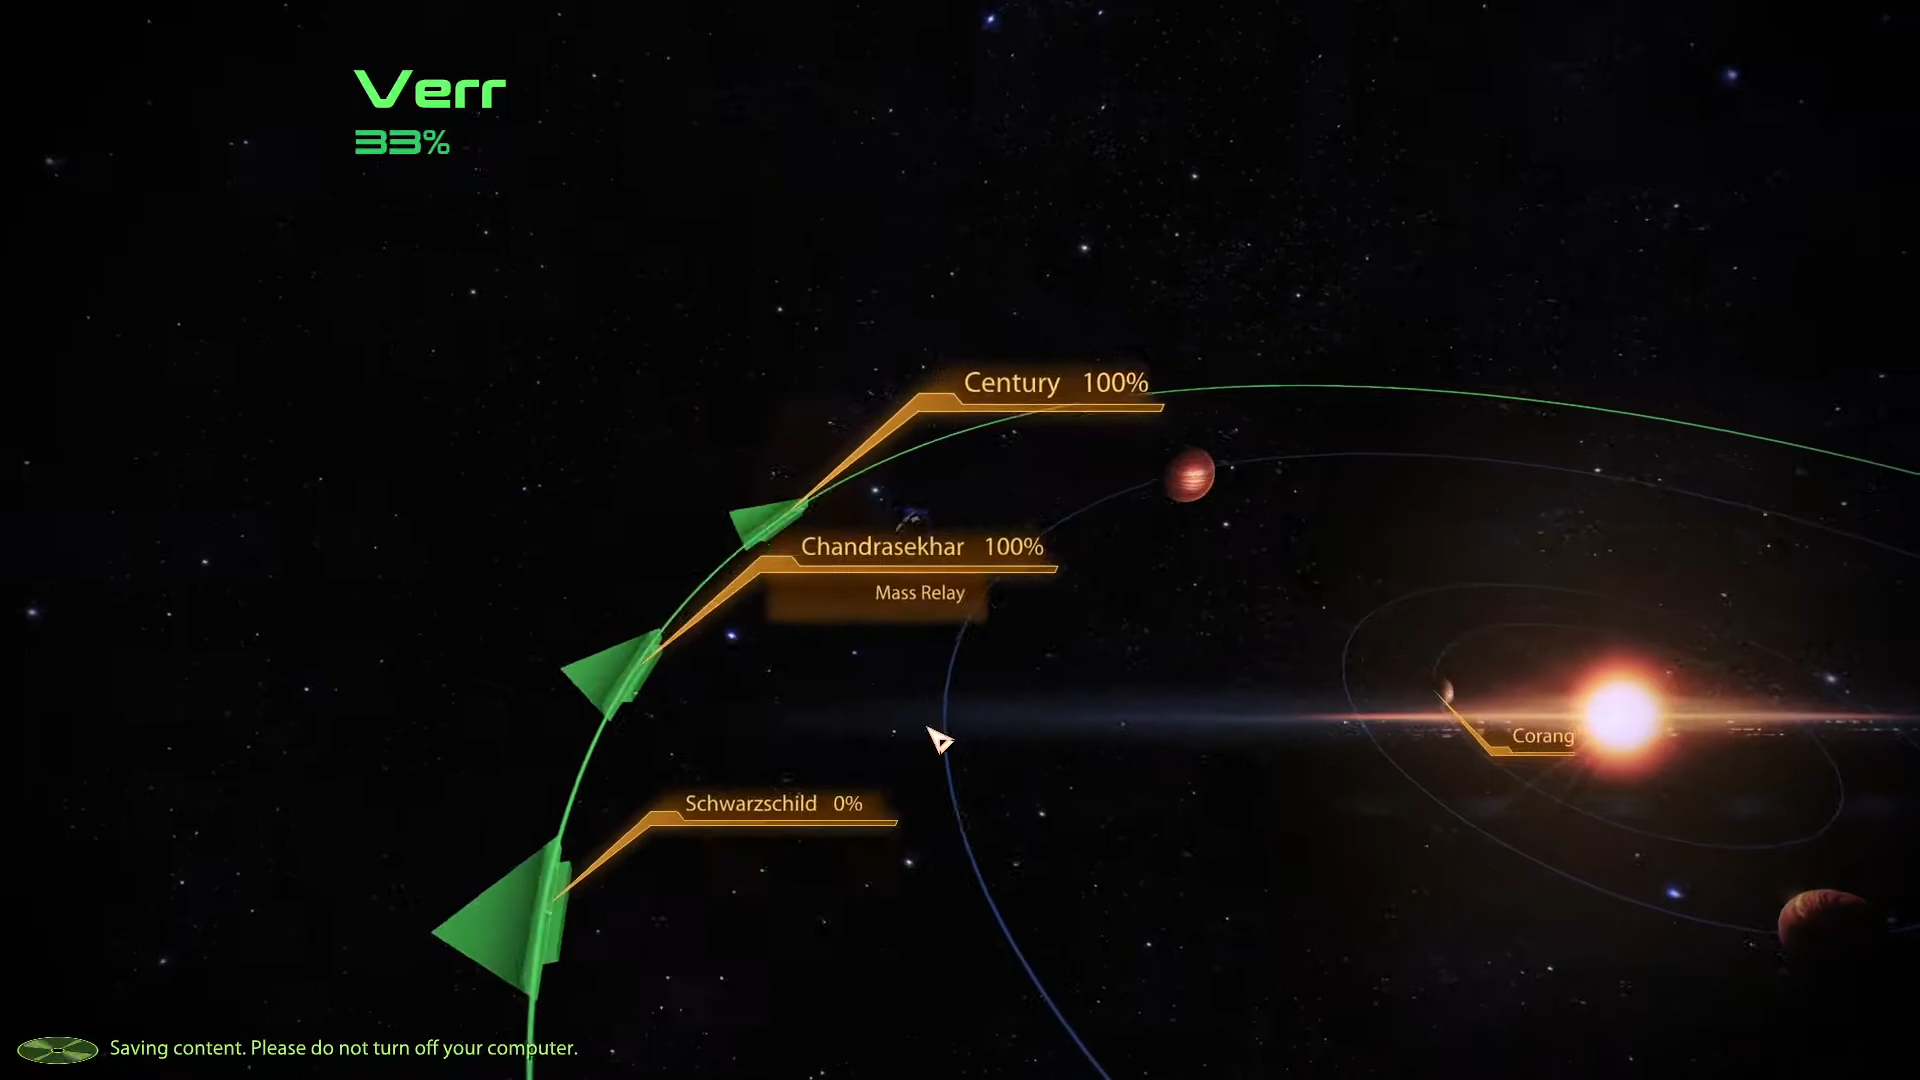 Verr
33%
Century 100%
Chandrasekhar 100%
Mass Relay
Corang
Schwarzschild 0%
Saving content. Please do not turn off your computer.